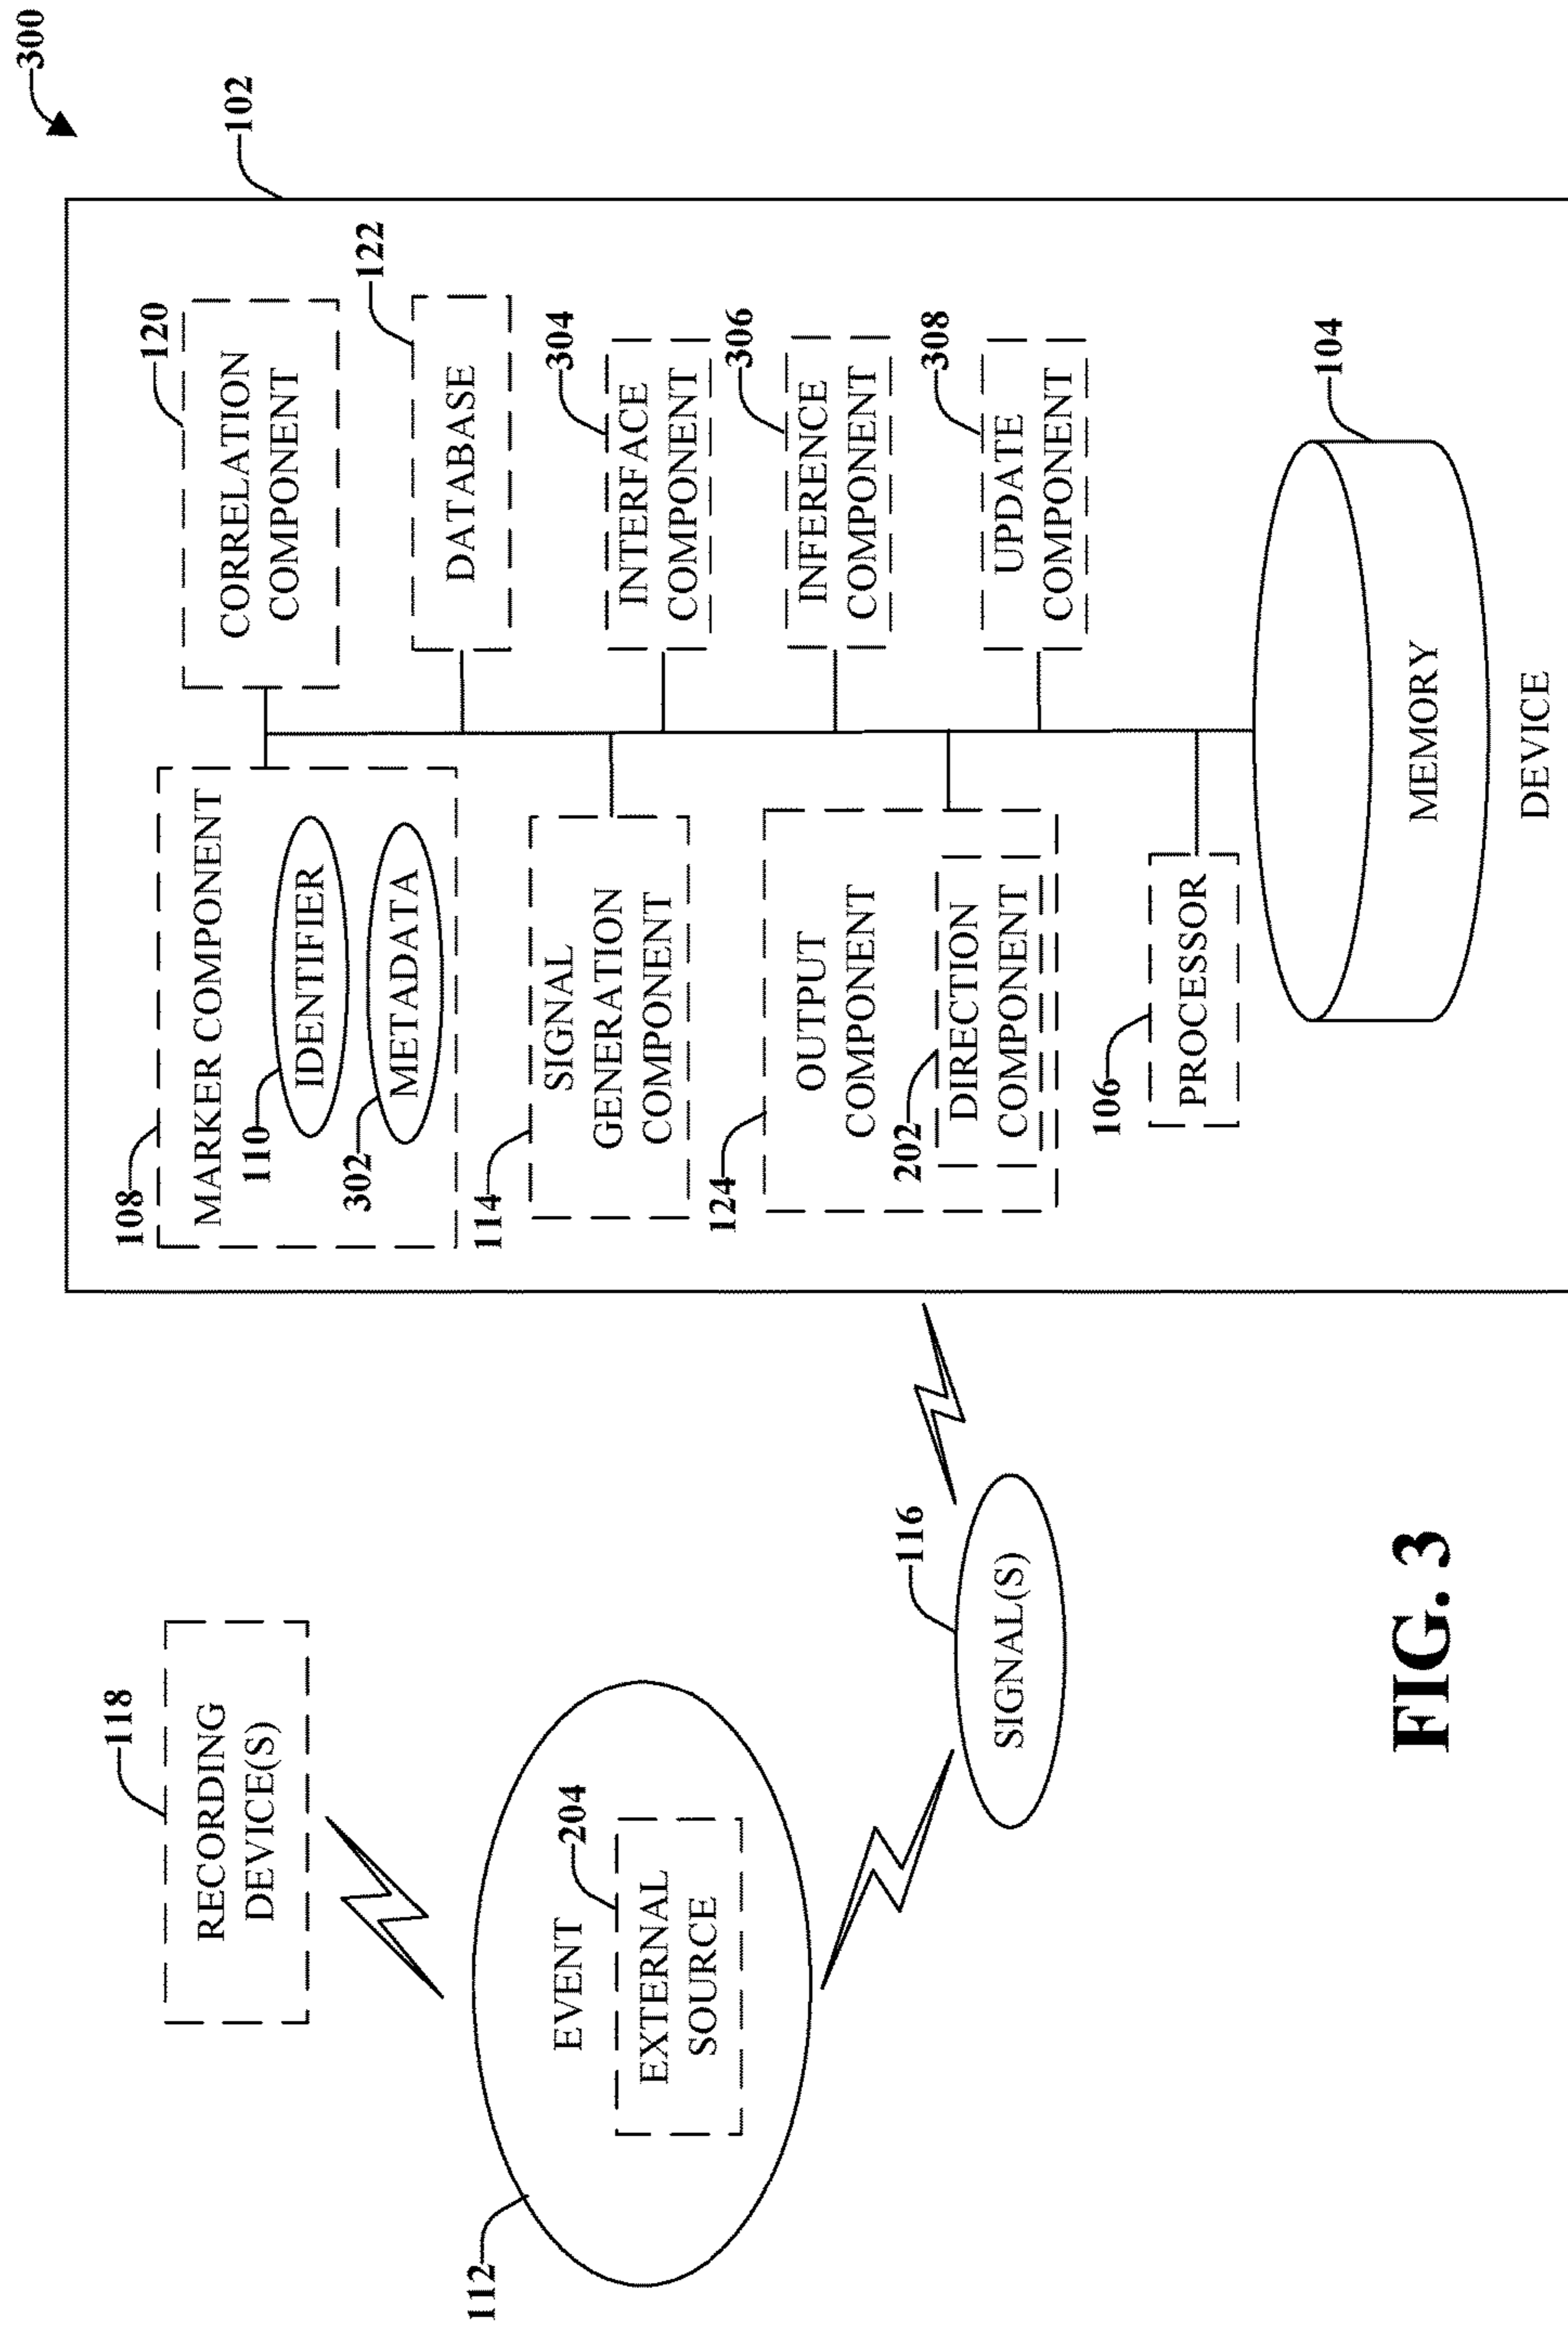 300
102
118
RECORDING
DEVICE(S)
112
EVENT
204
EXTERNAL
SOURCE
116
SIGNAL(S)
108
MARKER COMPONENT
110
IDENTIFIER
302
METADATA
114
SIGNAL
GENERATION
COMPONENT
124
OUTPUT
COMPONENT
202
DIRECTION
COMPONENT
106
PROCESSOR
120
CORRELATION
COMPONENT
122
DATABASE
304
INTERFACE
COMPONENT
306
INFERENCE
COMPONENT
308
UPDATE
COMPONENT
104
MEMORY
DEVICE
FIG. 3